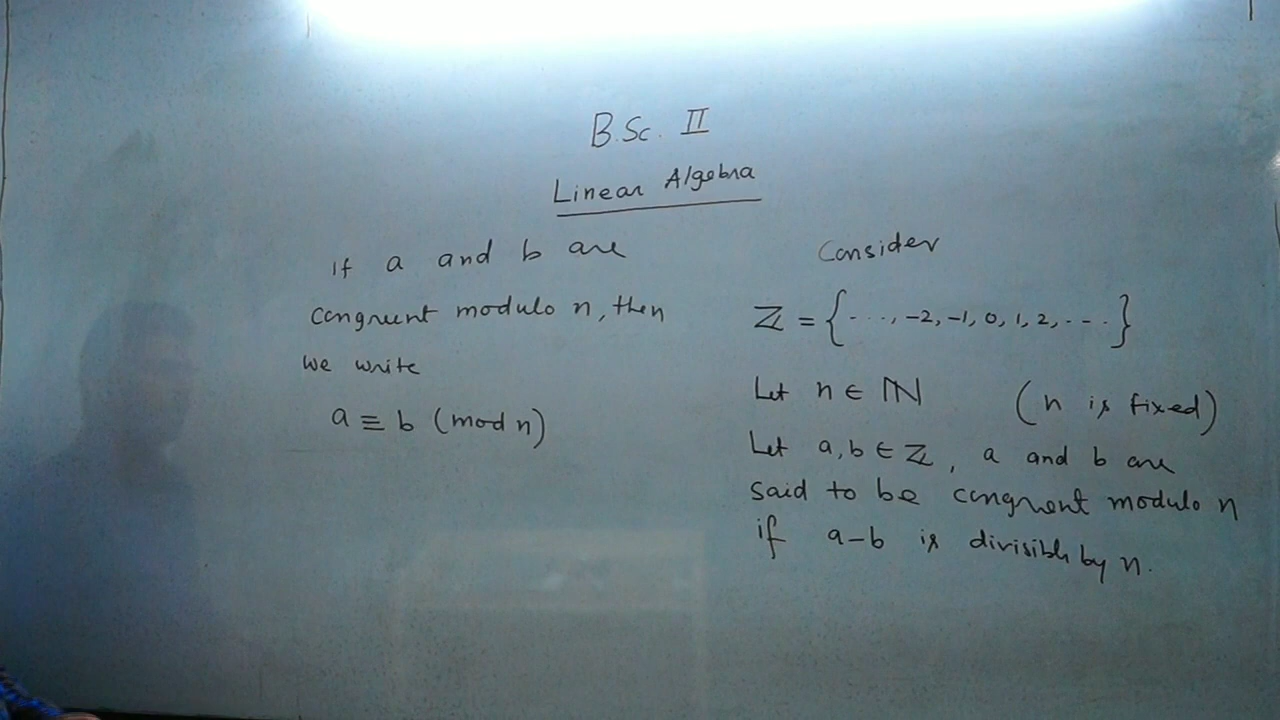 B.Sc. II
Linear Algebra
If a and b are
congruent modulo n, then
we write
a ≡ b (mod n)
Consider
ℤ = {----, -2, -1, 0, 1, 2, ----}
Let n ∈ ℕ (n is fixed)
Let a, b ∈ ℤ, a and b are
said to be congruent modulo n
if a-b is divisible by n.